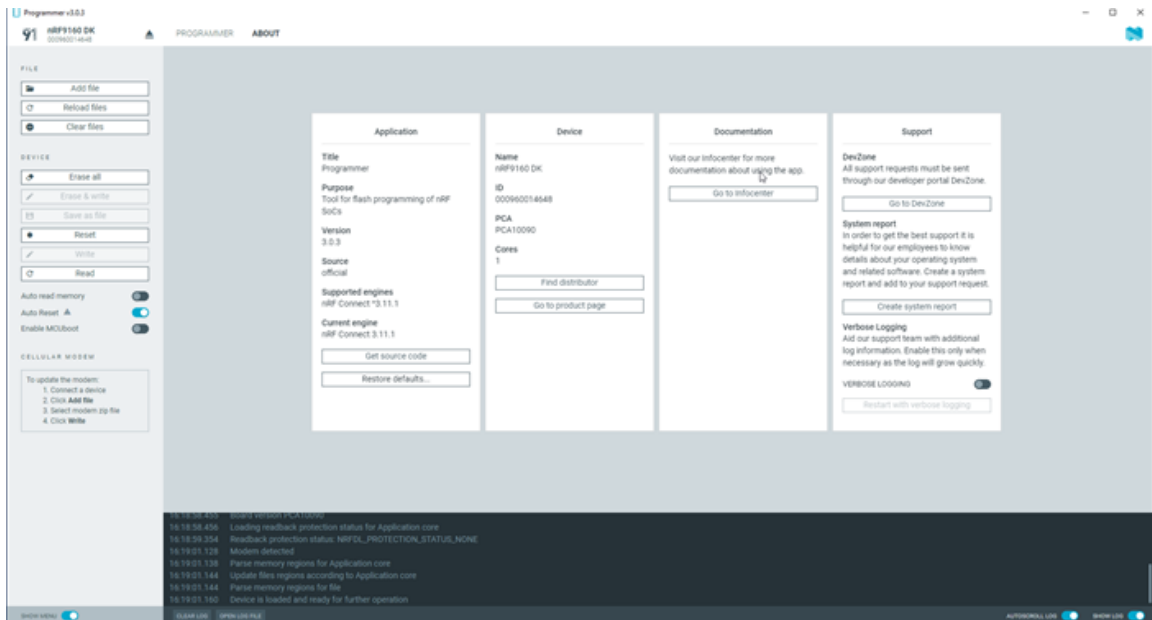 Programmer v3.0.3
91 nRF9160 DK
000960014648
PROGRAMMER ABOUT
FILE
Add file
Reload files
Clear files
DEVICE
Erase all
Erase & write
Save as file
Reset
Write
Read
Auto read memory
Auto Reset
Enable MCUboot
CELLULAR MODEM
To update the modem:
1. Connect a device
2. Click Add file
3. Select modem zip file
4. Click Write
SHOW MENU
Application
Title
Programmer
Purpose
Tool for flash programming of nRF
SoCs
Version
3.0.3
Source
official
Supported engines
nRF Connect ^3.11.1
Current engine
nRF Connect 3.11.1
Get source code
Restore defaults...
Device
Name
nRF9160 DK
ID
000960014648
PCA
PCA10090
Cores
1
Find distributor
Go to product page
Documentation
Visit our Infocenter for more
documentation about using the app.
Go to Infocenter
Support
DevZone
All support requests must be sent
through our developer portal DevZone.
Go to DevZone
System report
In order to get the best support it is
helpful for our employees to know
details about your operating system
and related software. Create a system
report and add to your support request.
Create system report
Verbose Logging
Aid our support team with additional
log information. Enable this only when
necessary as the log will grow quickly.
VERBOSE LOGGING
Restart with verbose logging
16:18:58.455 Board version PCA10090
16:18:58.456 Loading readback protection status for Application core
16:18:59.354 Readback protection status: NRFDL_PROTECTION_STATUS_NONE
16:19:01.128 Modem detected
16:19:01.138 Parse memory regions for Application core
16:19:01.144 Update files regions according to Application core
16:19:01.144 Parse memory regions for file
16:19:01.160 Device is loaded and ready for further operation
CLEAR LOG OPEN LOG FILE AUTOSCROLL LOG SHOW LOG